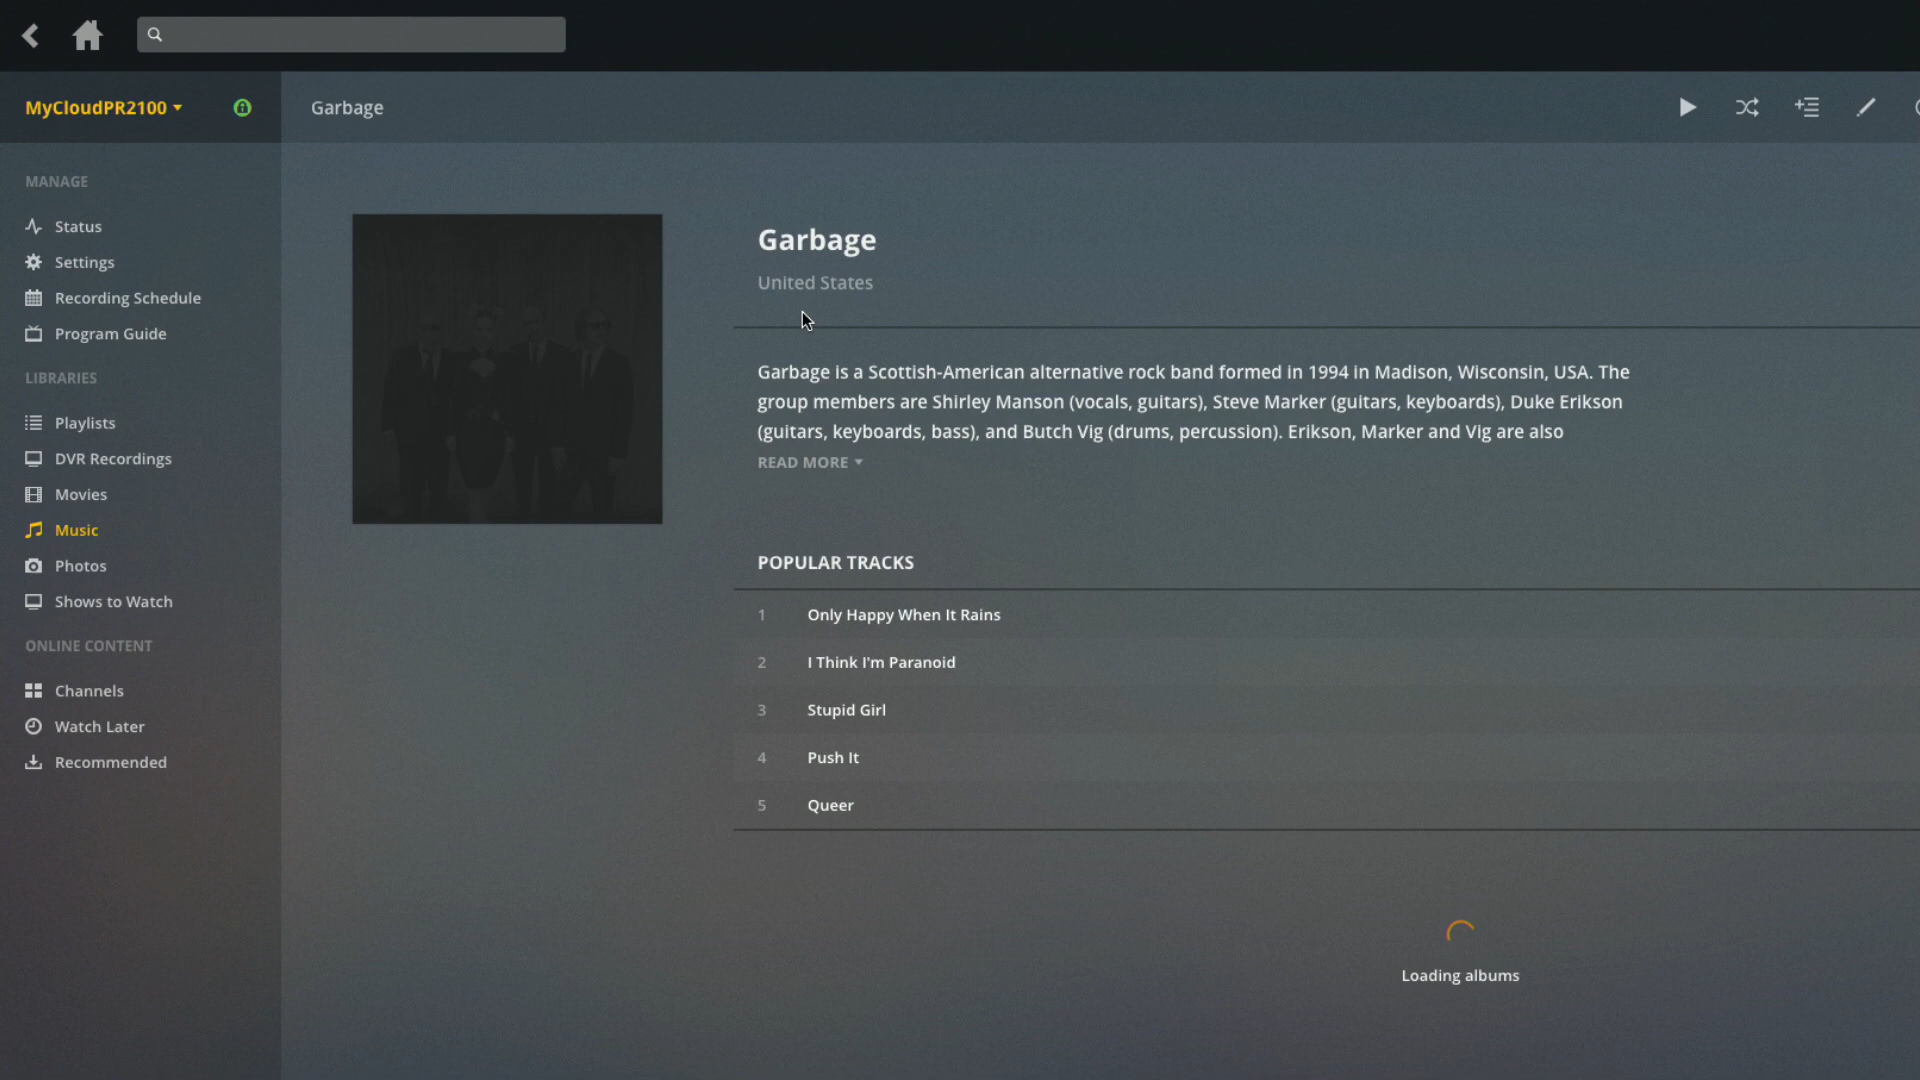 MyCloudPR2100
Garbage
MANAGE
Status
Settings
Recording Schedule
Program Guide
LIBRARIES
Playlists
DVR Recordings
Movies
Music
Photos
Shows to Watch
ONLINE CONTENT
Channels
Watch Later
Recommended
Garbage
United States
Garbage is a Scottish-American alternative rock band formed in 1994 in Madison, Wisconsin, USA. The
group members are Shirley Manson (vocals, guitars), Steve Marker (guitars, keyboards), Duke Erikson
(guitars, keyboards, bass), and Butch Vig (drums, percussion). Erikson, Marker and Vig are also
READ MORE
POPULAR TRACKS
1 Only Happy When It Rains
2 I Think I'm Paranoid
3 Stupid Girl
4 Push It
5 Queer
Loading albums